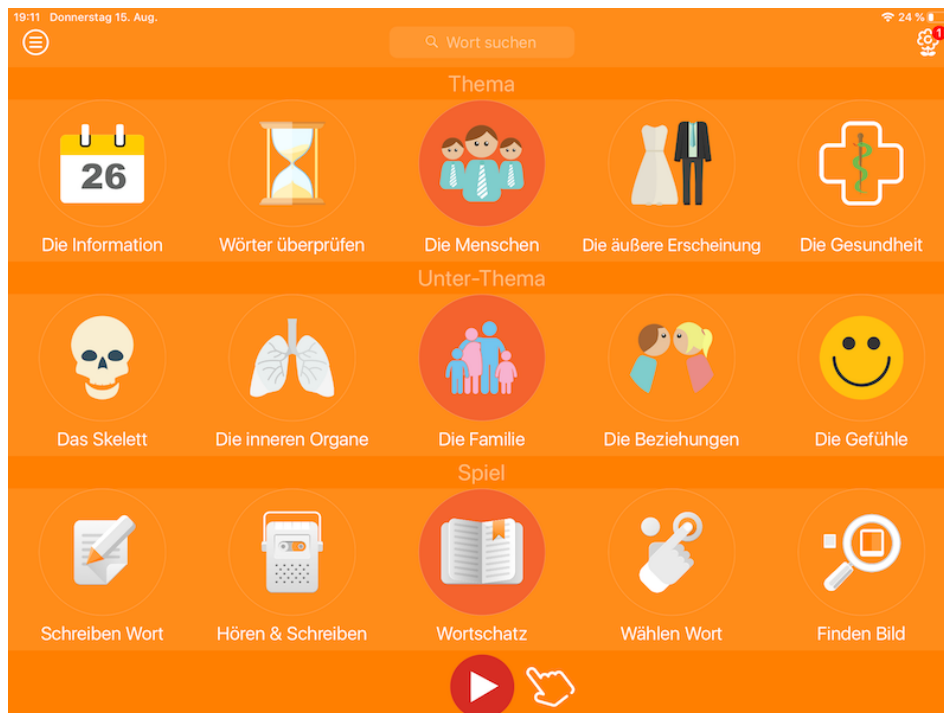 19:11 Donnerstag 15. Aug. 24 %
Wort suchen
1
Thema
26
Die Information Wörter überprüfen Die Menschen Die äußere Erscheinung Die Gesundheit
Unter-Thema
Das Skelett Die inneren Organe Die Familie Die Beziehungen Die Gefühle
Spiel
Schreiben Wort Hören & Schreiben Wortschatz Wählen Wort Finden Bild